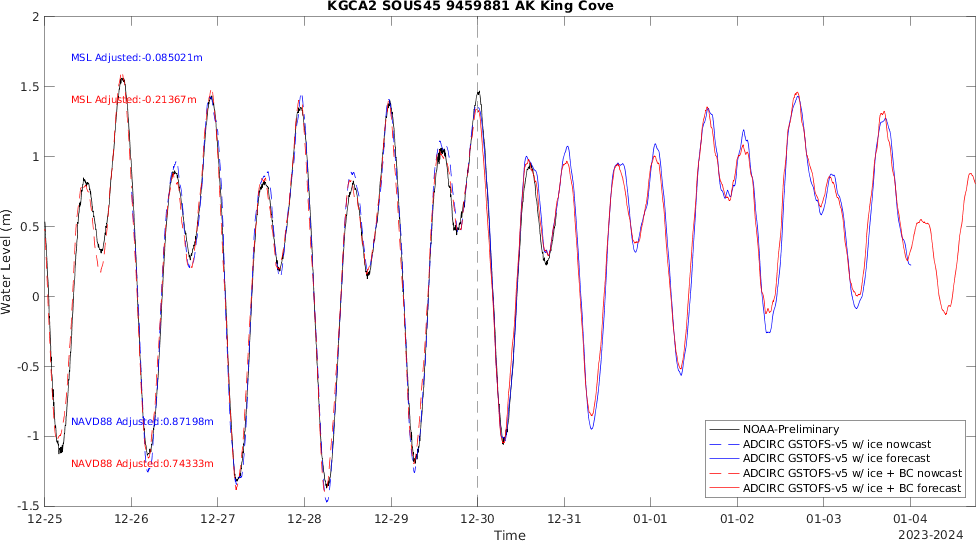 KGCA2 SOUS45 9459881 AK King Cove
2
1.5
1
0.5
0
-0.5
-1
-1.5
Water Level (m)
MSL Adjusted:-0.085021m
MSL Adjusted:-0.21367m
NAVD88 Adjusted:0.87198m
NAVD88 Adjusted:0.74333m
NOAA-Preliminary
ADCIRC GSTOFS-v5 w/ ice nowcast
ADCIRC GSTOFS-v5 w/ ice forecast
ADCIRC GSTOFS-v5 w/ ice + BC nowcast
ADCIRC GSTOFS-v5 w/ ice + BC forecast
12-25 12-26 12-27 12-28 12-29 12-30 12-31 01-01 01-02 01-03 01-04
Time
2023-2024